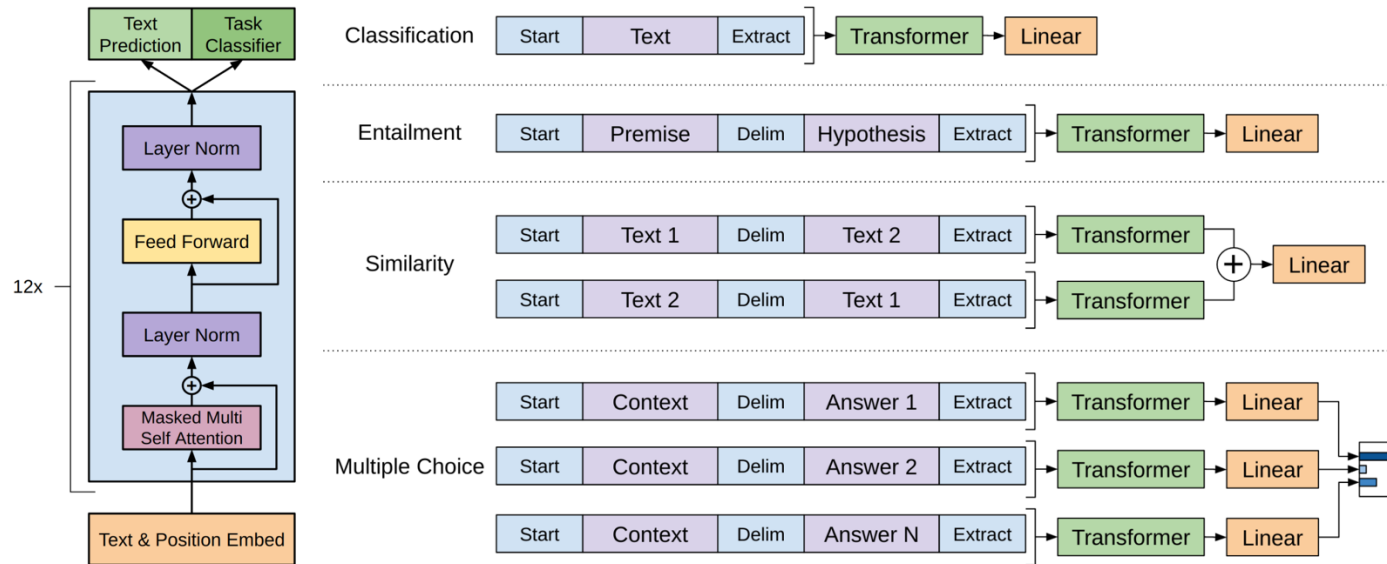 Text
Prediction
Task
Classifier
Layer Norm
+
Feed Forward
12x
Layer Norm
+
Masked Multi
Self Attention
Text & Position Embed
Classification
Start Text Extract Transformer Linear
Entailment
Start Premise Delim Hypothesis Extract Transformer Linear
Similarity
Start Text 1 Delim Text 2 Extract Transformer
+ Linear
Start Text 2 Delim Text 1 Extract Transformer
Multiple Choice
Start Context Delim Answer 1 Extract Transformer Linear
Start Context Delim Answer 2 Extract Transformer Linear
Start Context Delim Answer N Extract Transformer Linear